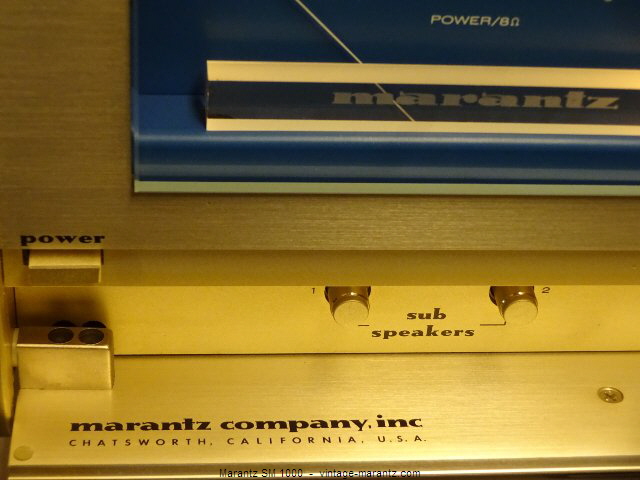 POWER/8Ω
marantz
power
1 2
sub
speakers
marantz company, inc
CHATSWORTH, CALIFORNIA, U.S.A.
Marantz SM 1000 - vintage-marantz.com